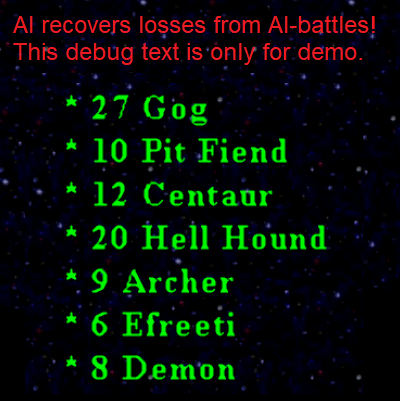 AI recovers losses from AI-battles!
This debug text is only for demo.
* 27 Gog
* 10 Pit Fiend
* 12 Centaur
* 20 Hell Hound
* 9 Archer
* 6 Efreeti
* 8 Demon